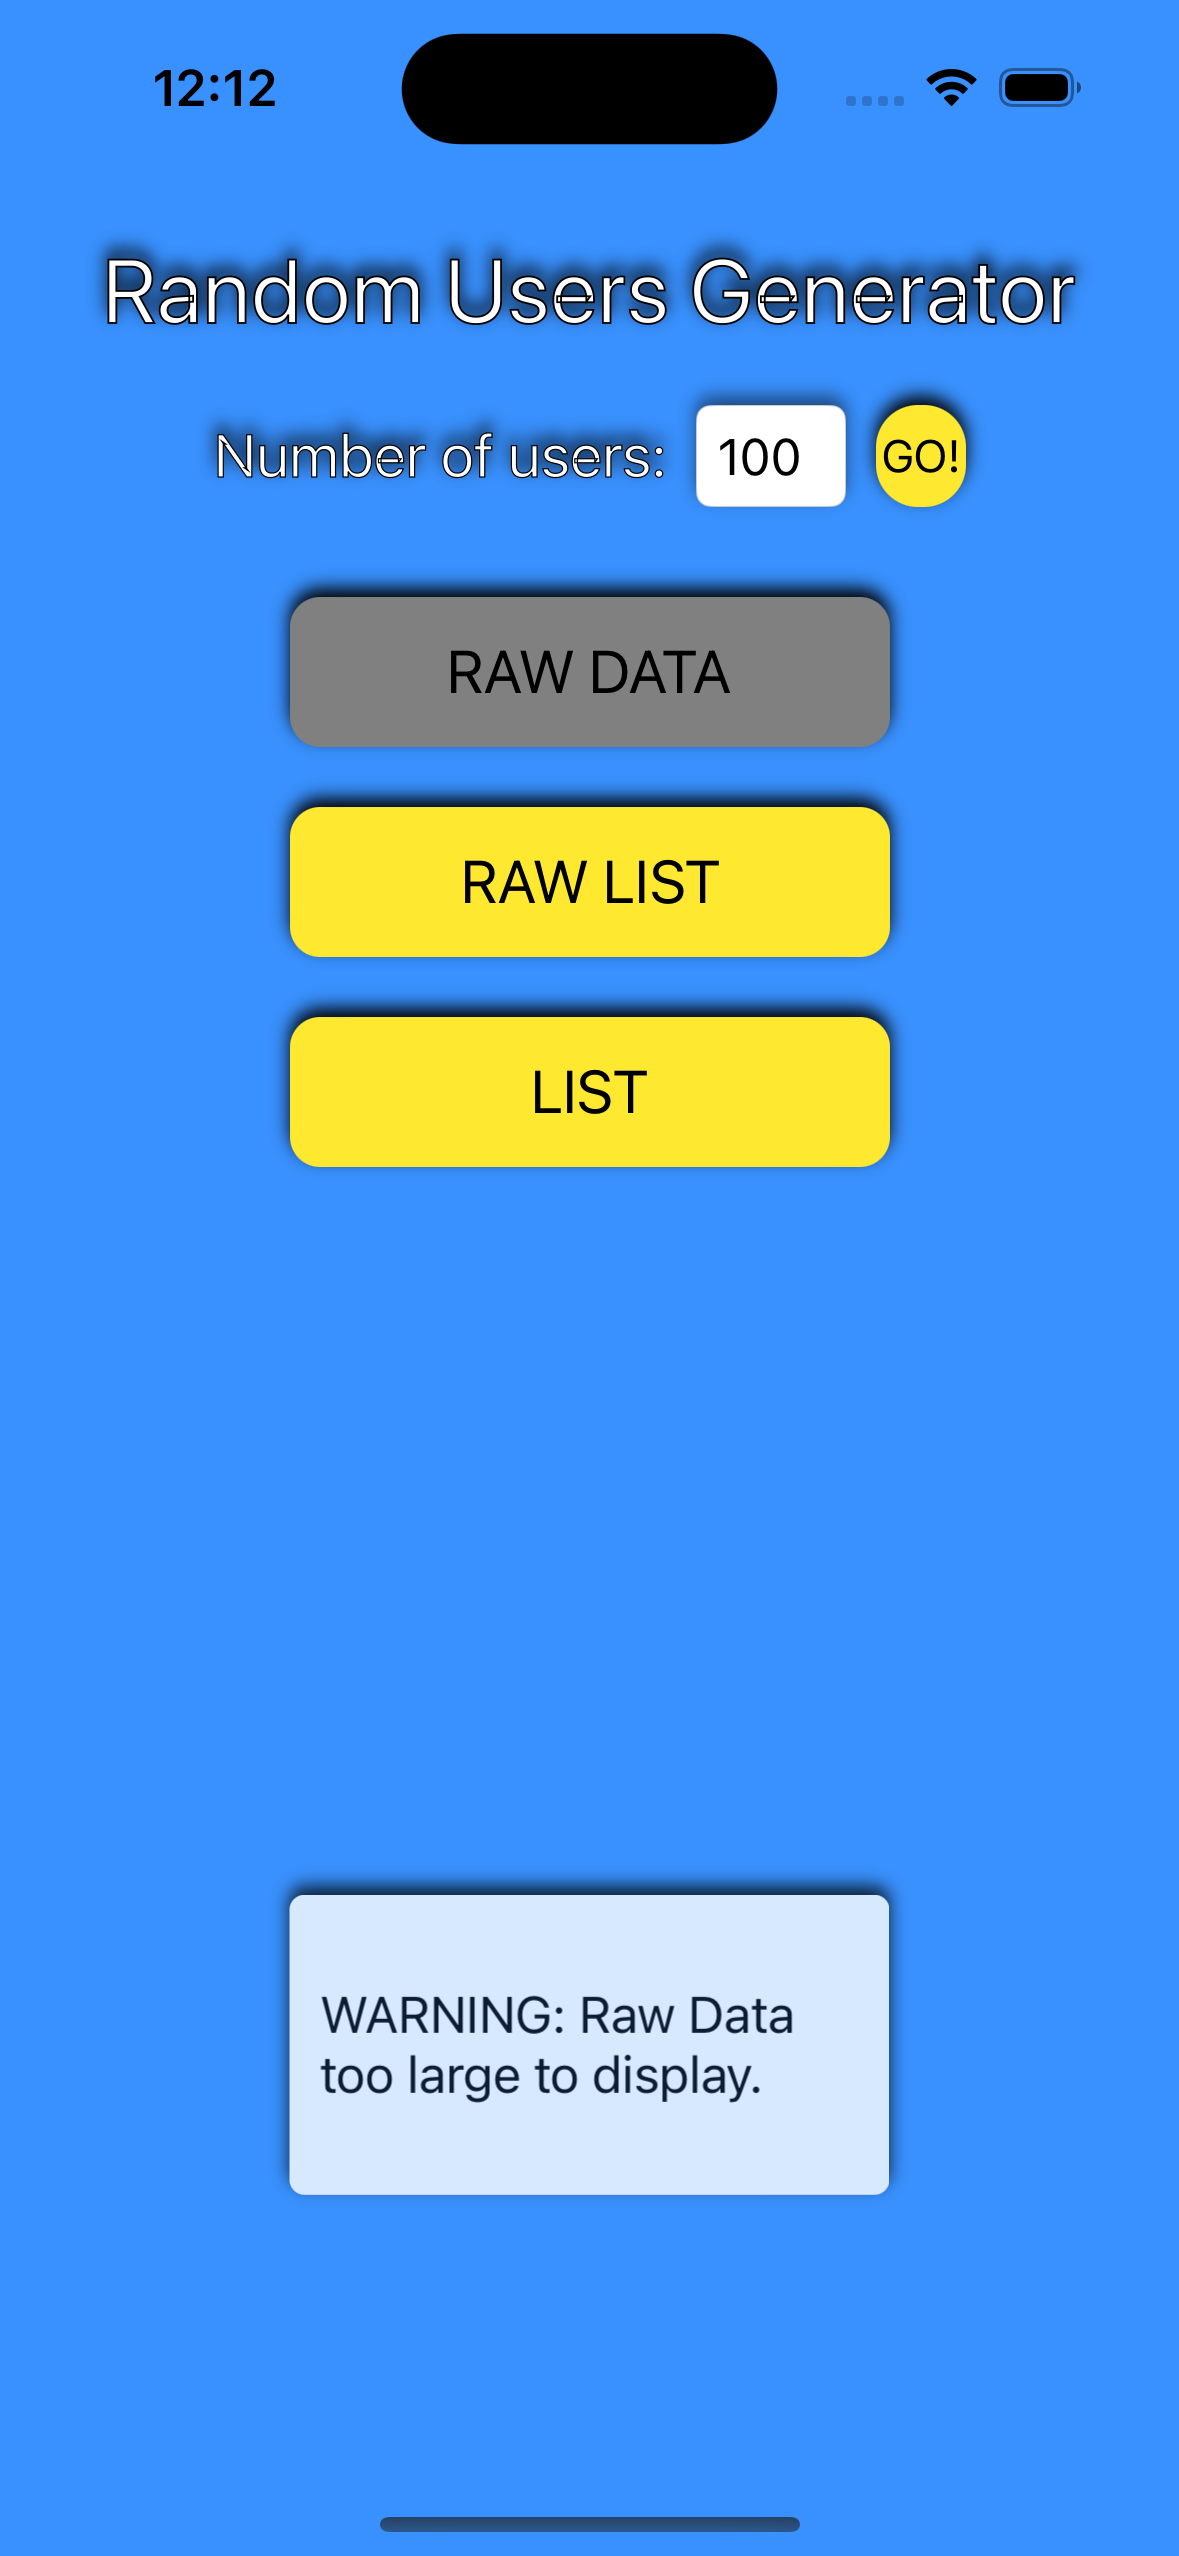 12:12
Random Users Generator
Number of users: 100 GO!
RAW DATA
RAW LIST
LIST
WARNING: Raw Data
too large to display.